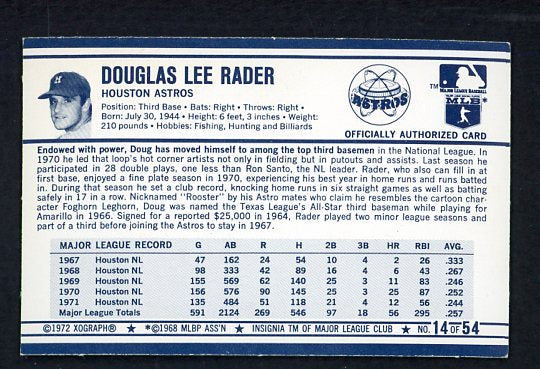 DOUGLAS LEE RADER
HOUSTON ASTROS
Position: Third Base • Bats: Right • Throws: Right •
Born: July 30, 1944 • Height: 6 feet, 3 inches • Weight:
210 pounds • Hobbies: Fishing, Hunting and Billiards
ASTROS
TM
MAJOR LEAGUE BASEBALL
MLB*
OFFICIALLY AUTHORIZED CARD
Endowed with power, Doug has moved himself to among the top third basemen in the National League. In
1970 he led that loop's hot corner artists not only in fielding but in putouts and assists. Last season he
participated in 28 double plays, one less than Ron Santo, the NL leader. Rader, who also can fill in at
first base, enjoyed a fine plate season in 1970, experiencing his best year in home runs and runs batted
in. During that season he set a club record, knocking home runs in six straight games as well as batting
safely in 17 in a row. Nicknamed "Rooster" by his Astro mates who claim he resembles the cartoon char-
acter Foghorn Leghorn, Doug was named the Texas League's All-Star third baseman while playing for
Amarillo in 1966. Signed for a reported $25,000 in 1964, Rader played two minor league seasons and
part of a third before joining the Astros to stay in 1967.
MAJOR LEAGUE RECORD G AB R H 2B 3B HR RBI AVG.
1967 Houston NL 47 162 24 54 10 4 2 26 .333
1968 Houston NL 98 333 42 89 16 4 6 43 .267
1969 Houston NL 155 569 62 140 25 3 11 83 .246
1970 Houston NL 156 576 90 145 25 3 25 87 .252
1971 Houston NL 135 484 51 118 21 4 12 56 .244
Major League Totals 591 2124 269 546 97 18 56 295 .257
©1972 XOGRAPH® ★ *©1968 MLBP ASS'N ★ INSIGNIA TM OF MAJOR LEAGUE CLUB ★ NO. 14 OF 54